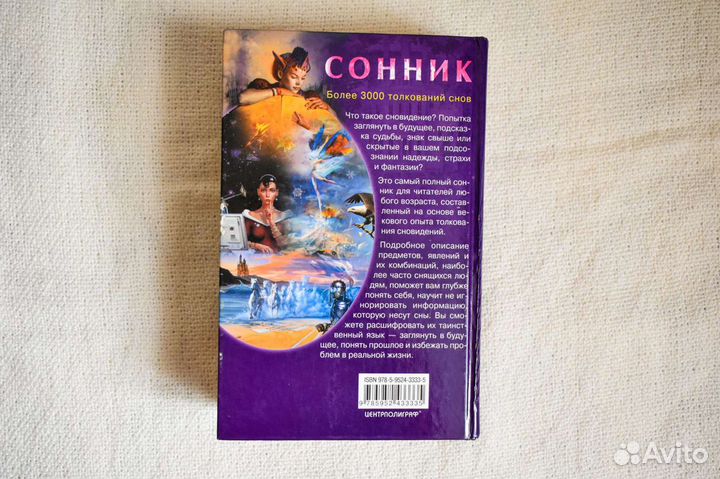 СОННИК
Более 3000 толкований снов
Что такое сновидение? Попытка
заглянуть в будущее, подсказ-
ка судьбы, знак свыше или
скрытые в вашем подсо-
знании надежды, страхи
и фантазии?
Это самый полный сон-
ник для читателей лю-
бого возраста, состав-
ленный на основе ве-
кового опыта толкова-
ния сновидений.
Подробное описание
предметов, явлений и
их комбинаций, наибо-
лее часто снящихся лю-
дям, поможет вам глубже
понять себя, научит не иг-
норировать информацию,
которую несут сны. Вы смо-
жете расшифровать их таинст-
венный язык — заглянуть в буду-
щее, понять прошлое и избежать про-
блем в реальной жизни.
ISBN 978-5-9524-3333-5
9 785952 433335
ЦЕНТРПОЛИГРАФ®
Avito